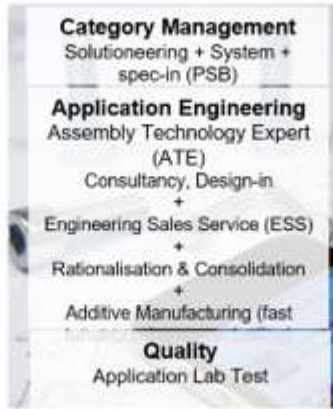 Category Management
Solutioneering + System +
spec-in (PSB)
Application Engineering
Assembly Technology Expert
(ATE)
Consultancy, Design-in
+
Engineering Sales Service (ESS)
+
Rationalisation & Consolidation
+
Additive Manufacturing (fast
Quality
Application Lab Test